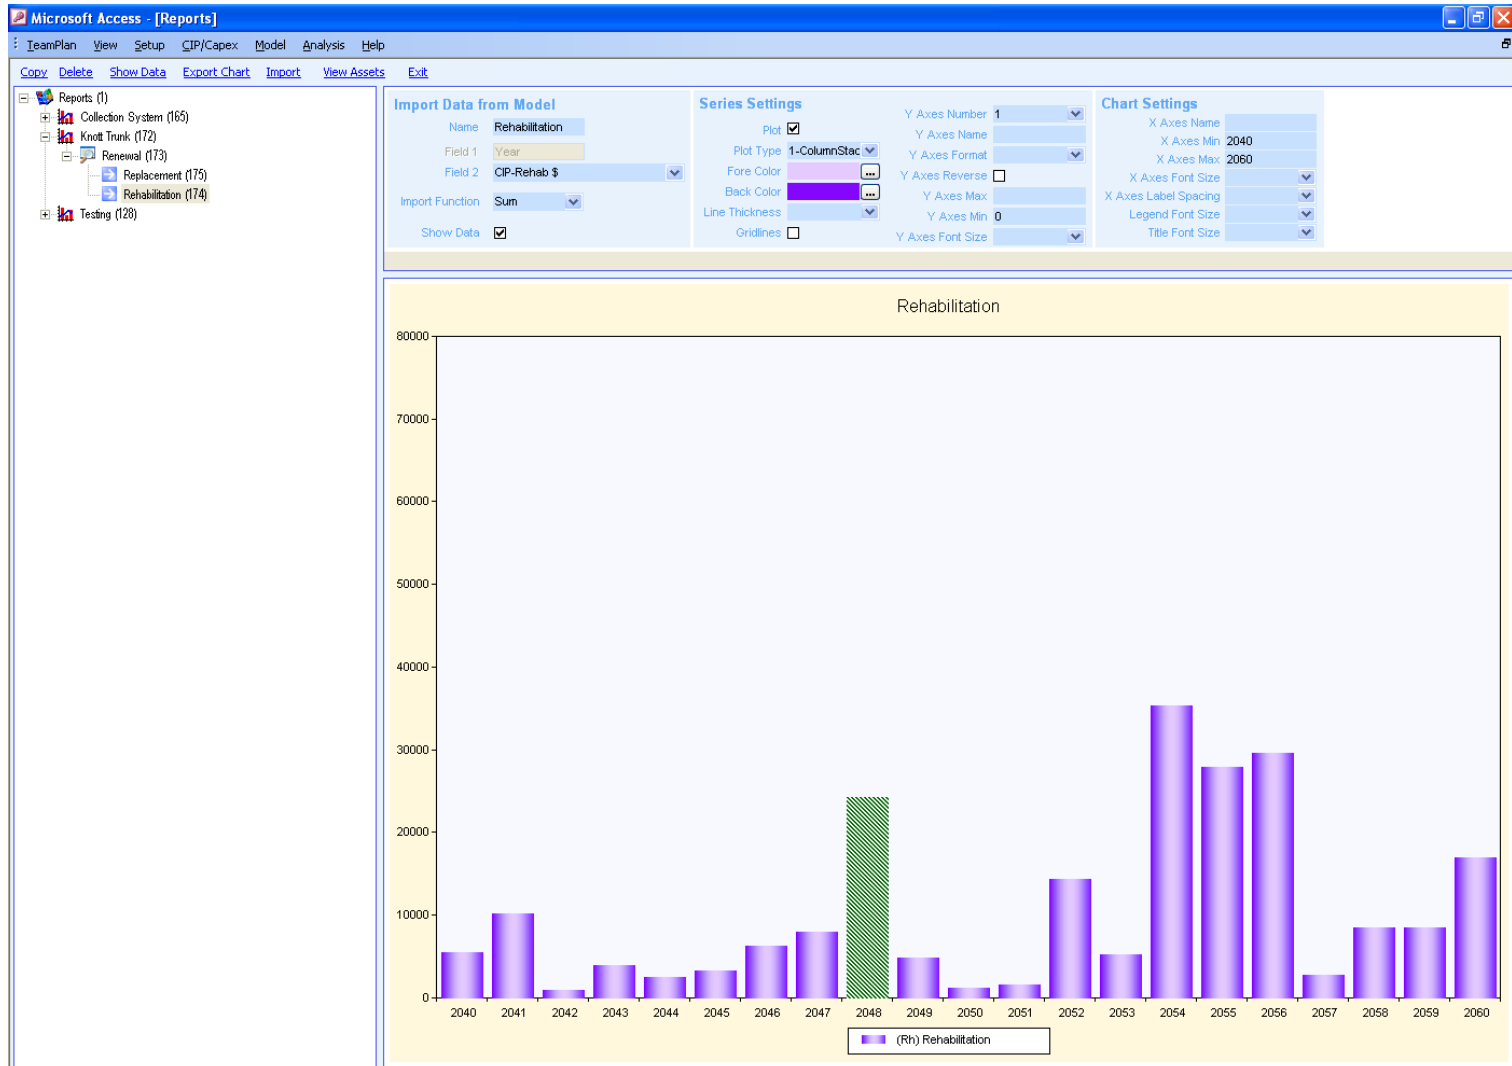 Microsoft Access - [Reports]
TeamPlan View Setup CIP/Capex Model Analysis Help
Copy Delete Show Data Export Chart Import View Assets Exit
Reports (1)
Collection System (165)
Knott Trunk (172)
Renewal (173)
Replacement (175)
Rehabilitation (174)
Testing (128)
Import Data from Model
Name Rehabilitation
Field 1 Year
Field 2 CIP-Rehab $
Import Function Sum
Show Data
Series Settings
Plot
Plot Type 1-ColumnStac
Fore Color ...
Back Color ...
Line Thickness
Gridlines
Y Axes Number 1
Y Axes Name
Y Axes Format
Y Axes Reverse
Y Axes Max
Y Axes Min 0
Y Axes Font Size
Chart Settings
X Axes Name
X Axes Min 2040
X Axes Max 2060
X Axes Font Size
X Axes Label Spacing
Legend Font Size
Title Font Size
Rehabilitation
80000
70000
60000
50000
40000
30000
20000
10000
0
2040 2041 2042 2043 2044 2045 2046 2047 2048 2049 2050 2051 2052 2053 2054 2055 2056 2057 2058 2059 2060
(Rh) Rehabilitation